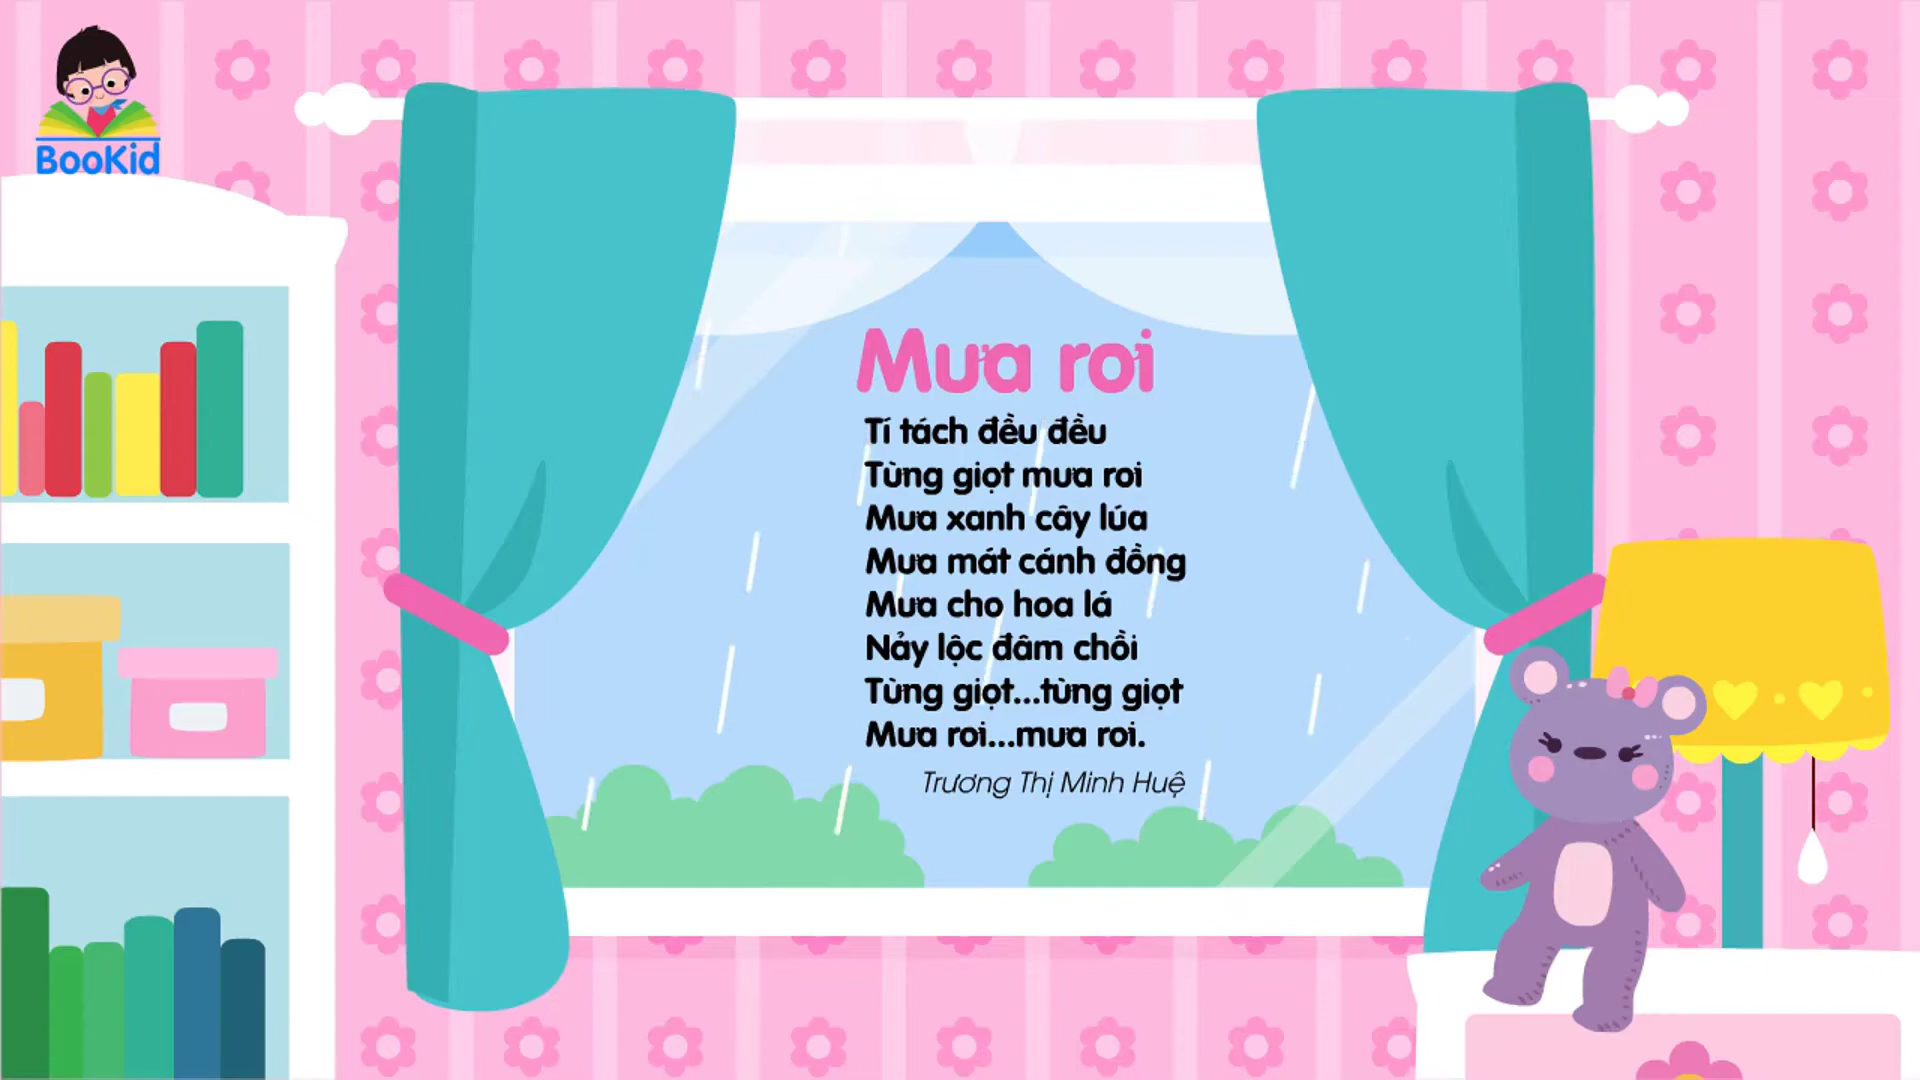 BooKid
Mưa rơi
Tí tách đều đều
Từng giọt mưa rơi
Mưa xanh cây lúa
Mưa mát cánh đồng
Mưa cho hoa lá
Nảy lộc đâm chồi
Từng giọt...từng giọt
Mưa rơi...mưa rơi.
Trương Thị Minh Huệ